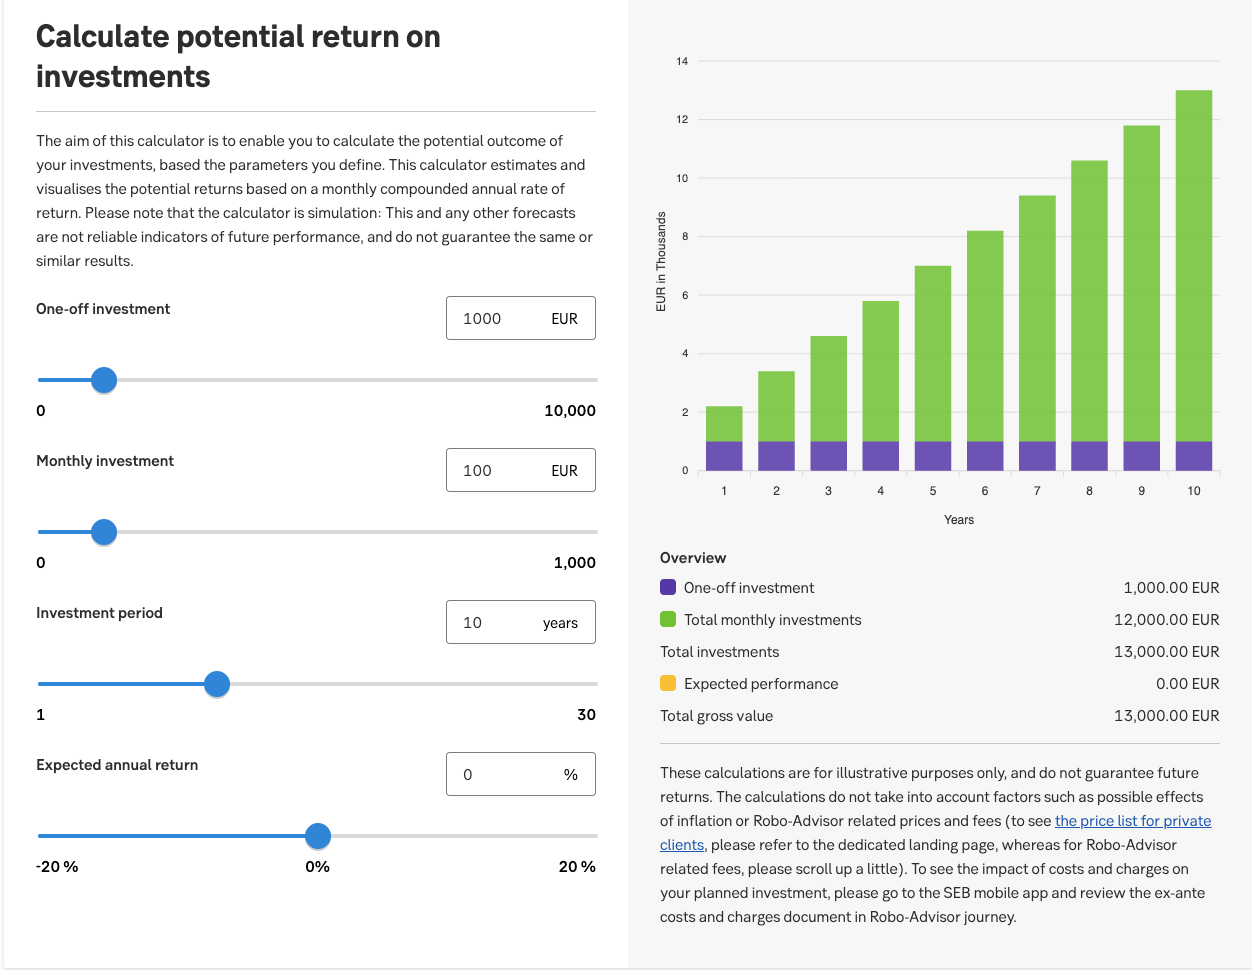 Calculate potential return on
investments
The aim of this calculator is to enable you to calculate the potential outcome of
your investments, based the parameters you define. This calculator estimates and
visualises the potential returns based on a monthly compounded annual rate of
return. Please note that the calculator is simulation: This and any other forecasts
are not reliable indicators of future performance, and do not guarantee the same or
similar results.
One-off investment
1000 EUR
0 10,000
Monthly investment
100 EUR
0 1,000
Investment period
10 years
1 30
Expected annual return
0 %
-20 % 0% 20 %
EUR in Thousands
14
12
10
8
6
4
2
0
1 2 3 4 5 6 7 8 9 10
Years
Overview
One-off investment 1,000.00 EUR
Total monthly investments 12,000.00 EUR
Total investments 13,000.00 EUR
Expected performance 0.00 EUR
Total gross value 13,000.00 EUR
These calculations are for illustrative purposes only, and do not guarantee future
returns. The calculations do not take into account factors such as possible effects
of inflation or Robo-Advisor related prices and fees (to see the price list for private
clients, please refer to the dedicated landing page, whereas for Robo-Advisor
related fees, please scroll up a little). To see the impact of costs and charges on
your planned investment, please go to the SEB mobile app and review the ex-ante
costs and charges document in Robo-Advisor journey.